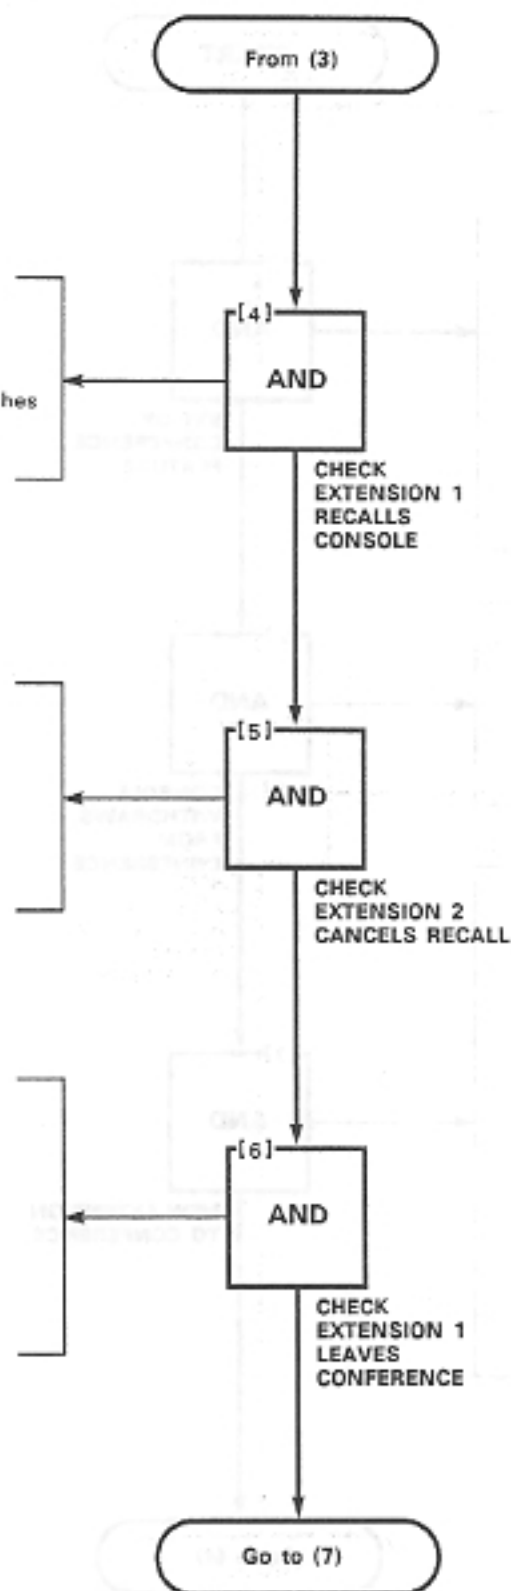 From (3)
[4]
AND
hes
CHECK
EXTENSION 1
RECALLS
CONSOLE
[5]
AND
CHECK
EXTENSION 2
CANCELS RECALL
[6]
AND
CHECK
EXTENSION 1
LEAVES
CONFERENCE
Go to (7)